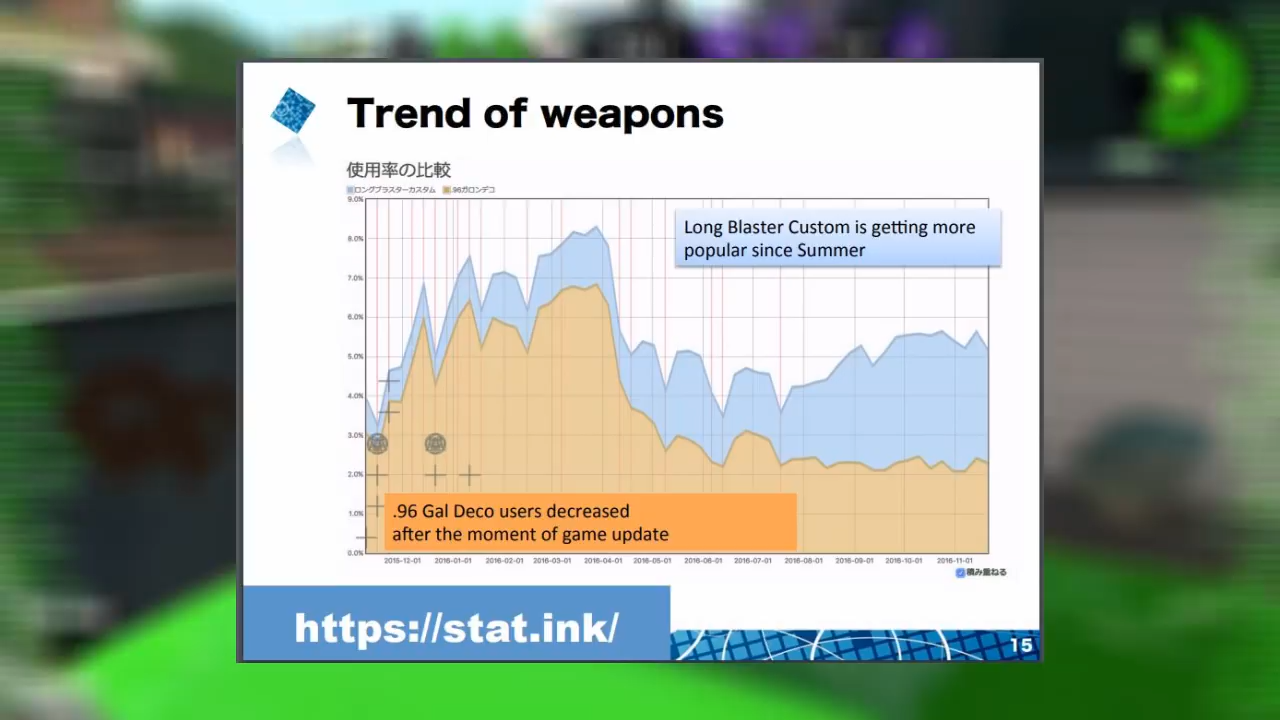 Trend of weapons
使用率の比較
ロングブラスターカスタム .96ガロンデコ
9.0%
8.0%
7.0%
6.0%
5.0%
4.0%
3.0%
2.0%
1.0%
0.0%
Long Blaster Custom is getting more
popular since Summer
.96 Gal Deco users decreased
after the moment of game update
2015-12-01 2016-01-01 2016-02-01 2016-03-01 2016-04-01 2016-05-01 2016-06-01 2016-07-01 2016-08-01 2016-09-01 2016-10-01 2016-11-01
積み重ねる
https://stat.ink/
15